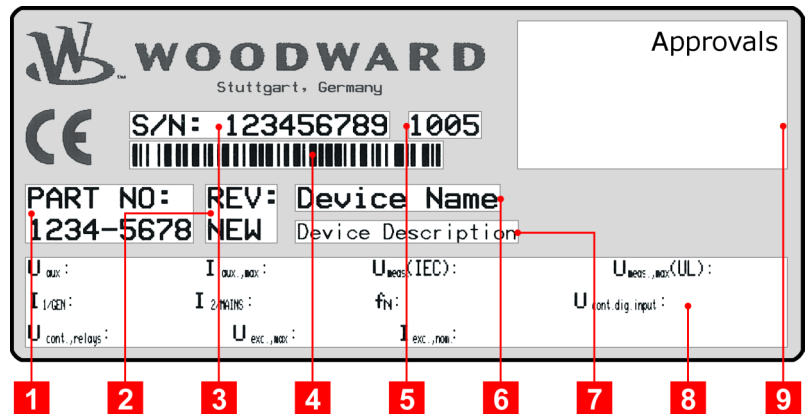 WOODWARD
Stuttgart, Germany
Approvals
CE
S/N: 123456789 1005
PART NO: REV: Device Name
1234-5678 NEW Device Description
U aux : I aux.,max : U meas(IEC): U meas.,max(UL):
I 1/GEN : I 2/MAINS : fN: U cont.dig.input :
U cont.,relays : U exc.,max : I exc.,nom.:
1 2 3 4 5 6 7 8 9